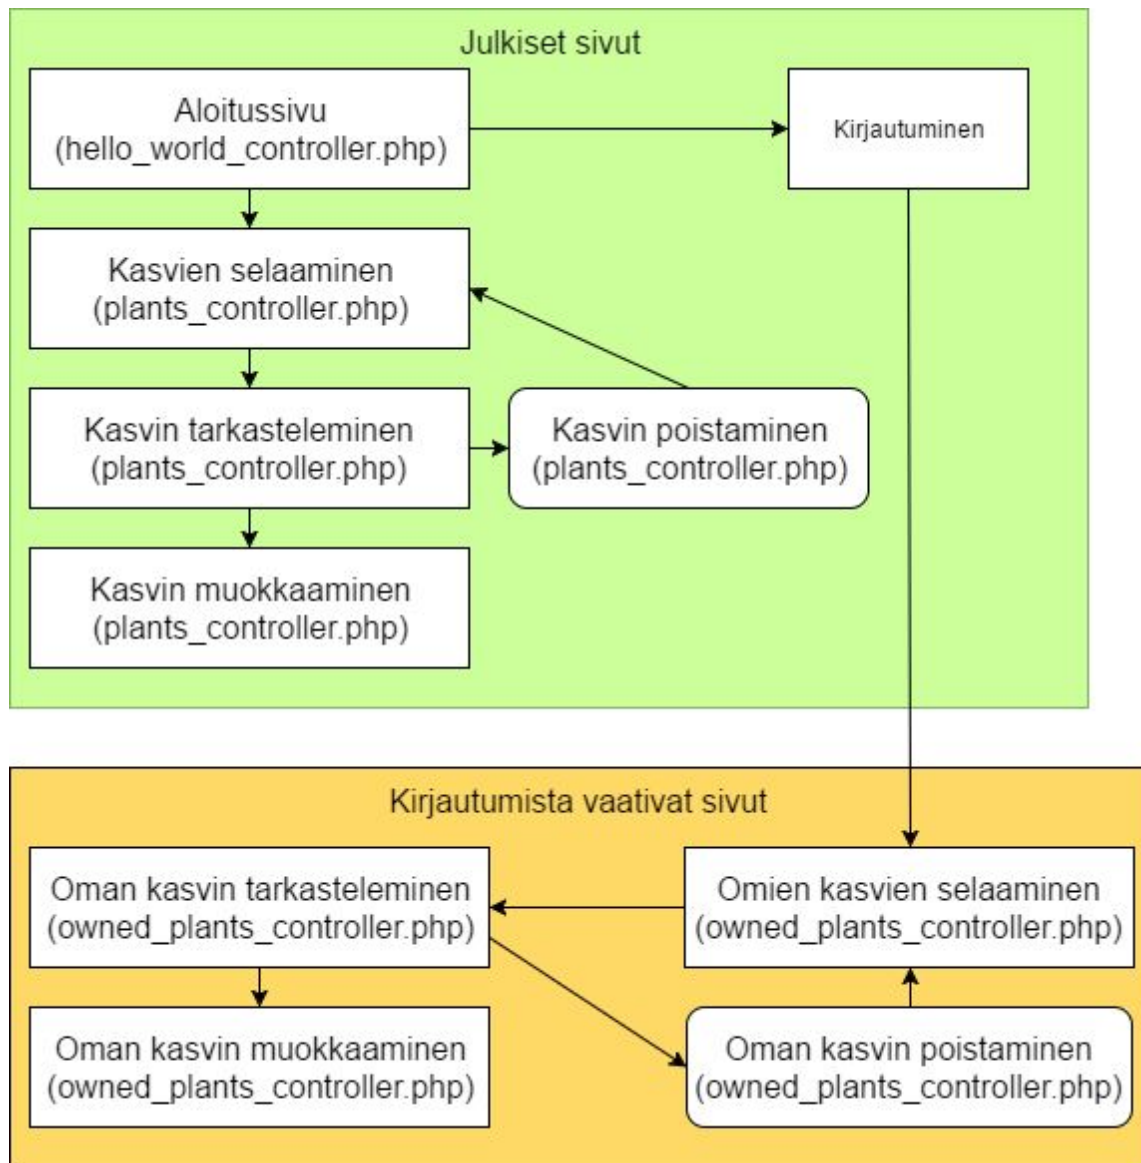 Julkiset sivut
Aloitussivu
(hello_world_controller.php)
Kirjautuminen
Kasvien selaaminen
(plants_controller.php)
Kasvin tarkasteleminen
(plants_controller.php)
Kasvin poistaminen
(plants_controller.php)
Kasvin muokkaaminen
(plants_controller.php)
Kirjautumista vaativat sivut
Oman kasvin tarkasteleminen
(owned_plants_controller.php)
Omien kasvien selaaminen
(owned_plants_controller.php)
Oman kasvin muokkaaminen
(owned_plants_controller.php)
Oman kasvin poistaminen
(owned_plants_controller.php)